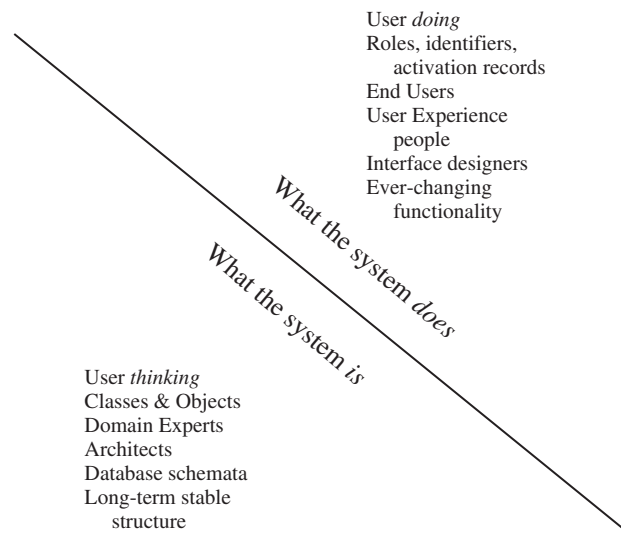 User doing
Roles, identifiers,
activation records
End Users
User Experience
people
Interface designers
Ever-changing
functionality
What the system does
What the system is
User thinking
Classes & Objects
Domain Experts
Architects
Database schemata
Long-term stable
structure